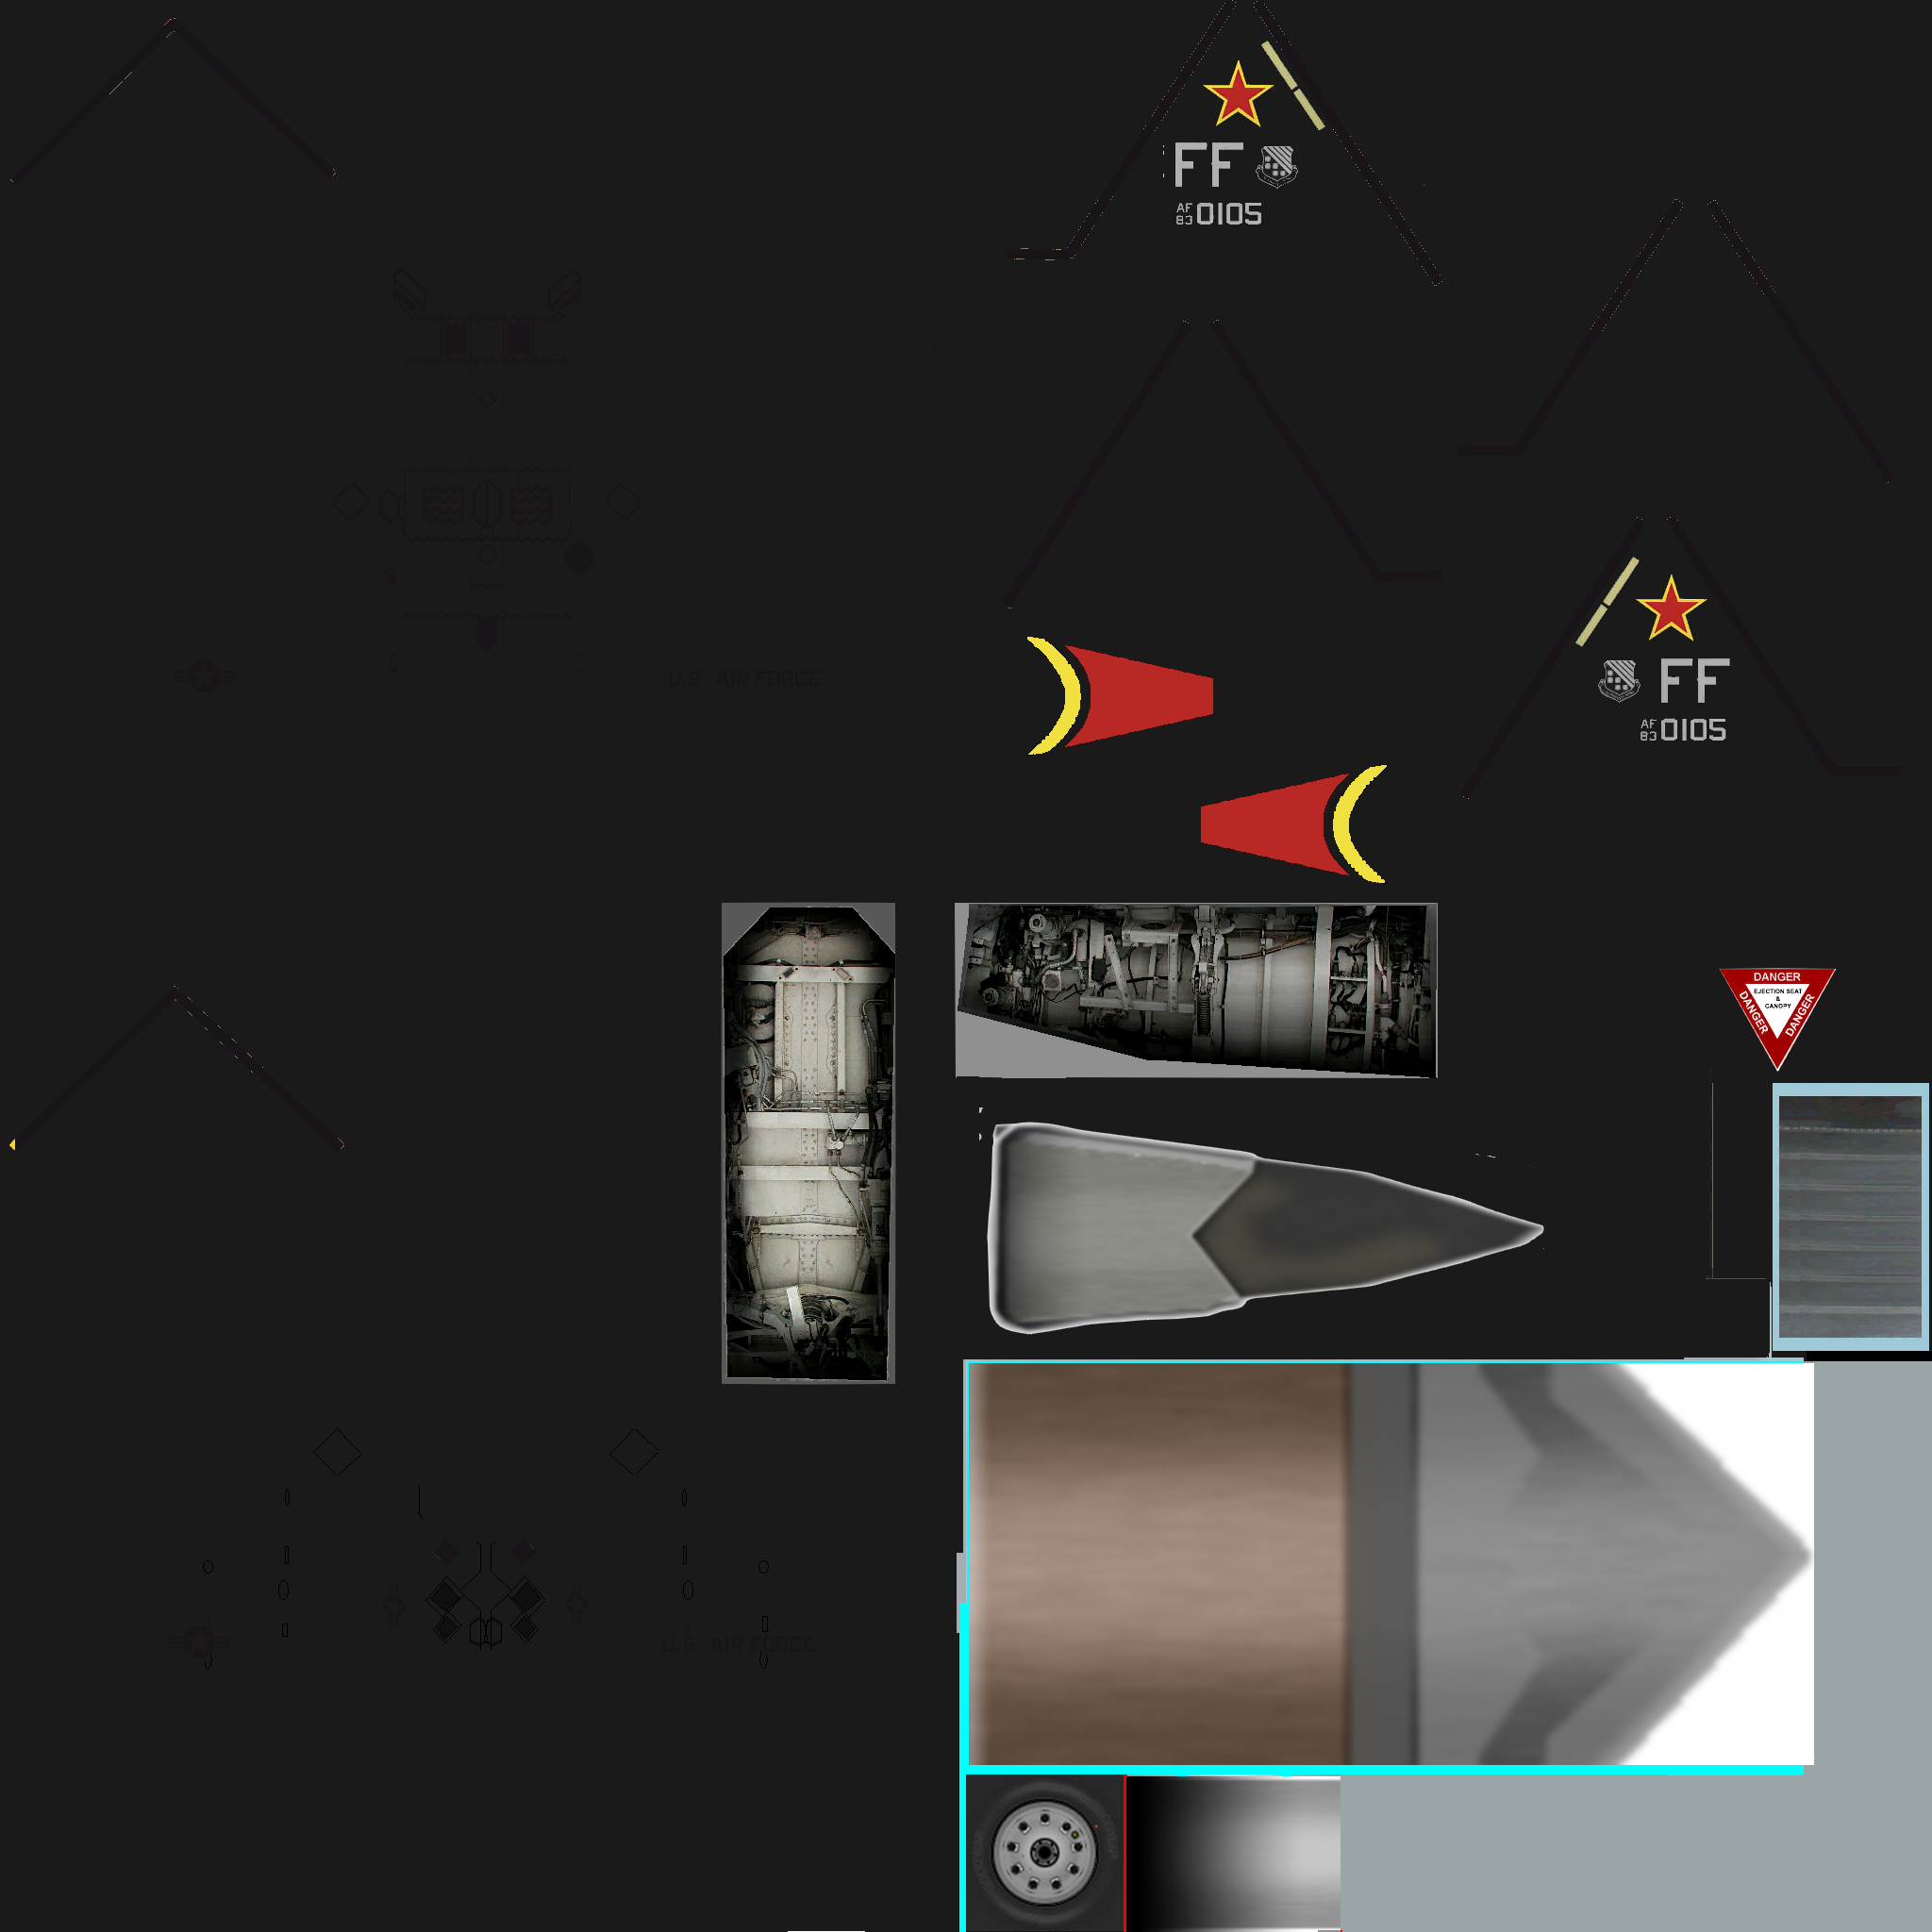 FF
AF
83 0105
U.S. AIR FORCE
FF
AF
83 0105
DANGER
EJECTION SEAT
&
CANOPY
DANGER
DANGER
U.S. AIR FORCE